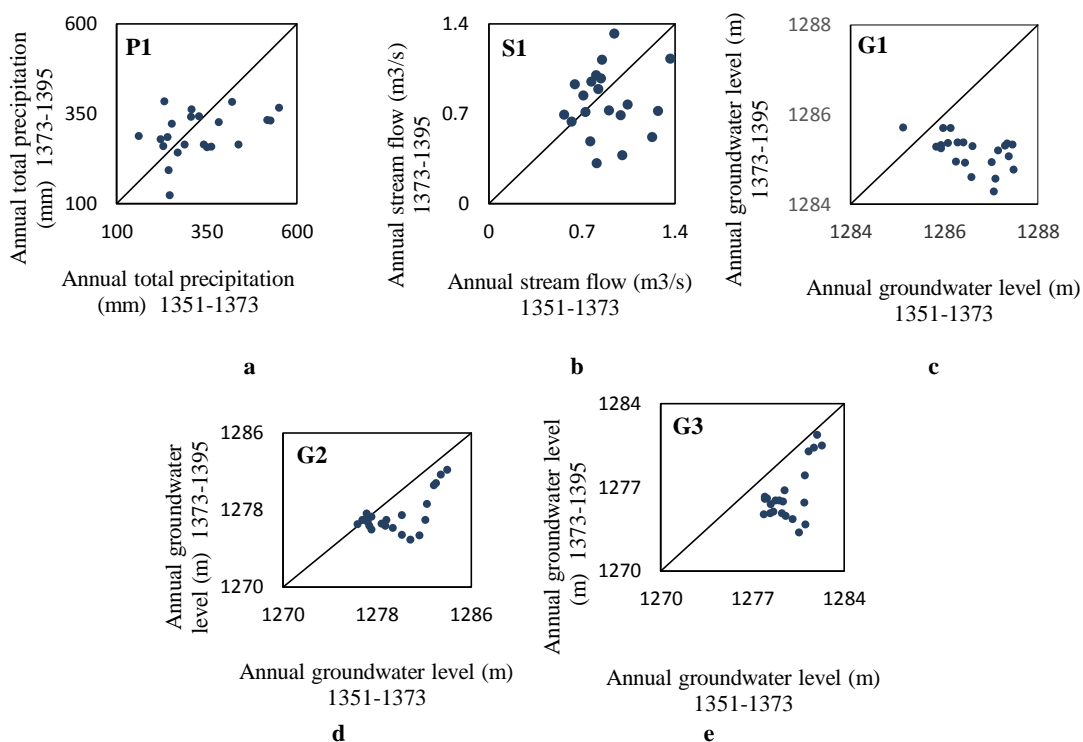 Annual total precipitation
(mm) 1373-1395
600
350
100
P1
100 350 600
Annual total precipitation
(mm) 1351-1373
a
Annual stream flow (m3/s)
1373-1395
1.4
0.7
0
S1
0 0.7 1.4
Annual stream flow (m3/s)
1351-1373
b
Annual groundwater level (m)
1373-1395
1288
1286
1284
G1
1284 1286 1288
Annual groundwater level (m)
1351-1373
c
Annual groundwater
level (m) 1373-1395
1286
1278
1270
G2
1270 1278 1286
Annual groundwater level (m)
1351-1373
d
Annual groundwater level
(m) 1373-1395
1284
1277
1270
G3
1270 1277 1284
Annual groundwater level (m)
1351-1373
e